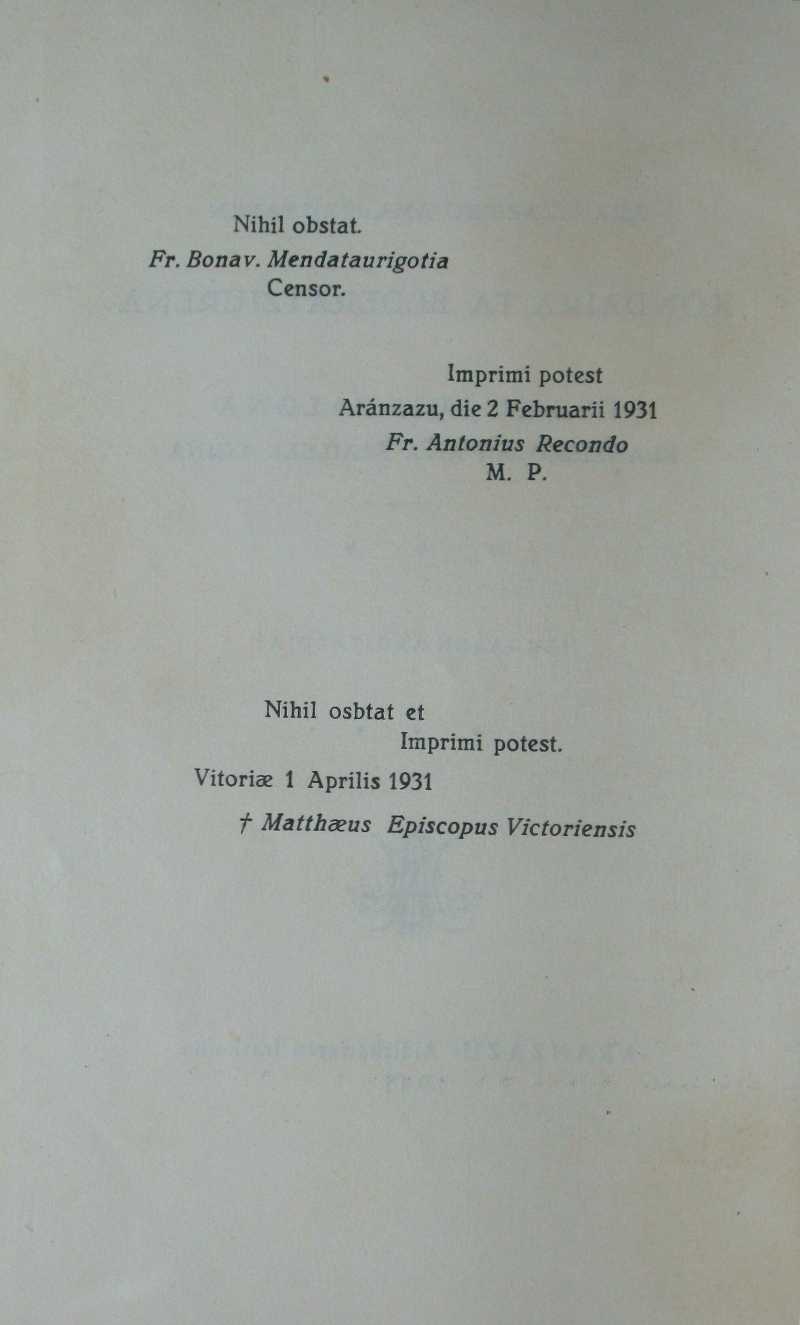 Nihil obstat.
Fr. Bonav. Mendataurigotia
Censor.
Imprimi potest
Aránzazu, die 2 Februarii 1931
Fr. Antonius Recondo
M. P.
Nihil osbtat et
Imprimi potest.
Vitoriæ 1 Aprilis 1931
† Matthæus Episcopus Victoriensis